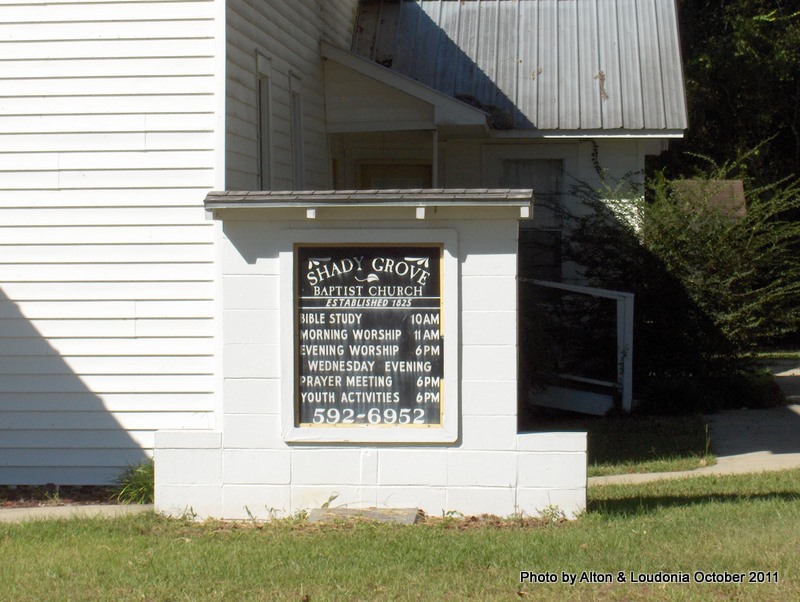 SHADY GROVE
BAPTIST CHURCH
ESTABLISHED 1825
BIBLE STUDY 10AM
MORNING WORSHIP 11AM
EVENING WORSHIP 6PM
WEDNESDAY EVENING
PRAYER MEETING 6PM
YOUTH ACTIVITIES 6PM
592-6952
Photo by Alton & Loudonia October 2011